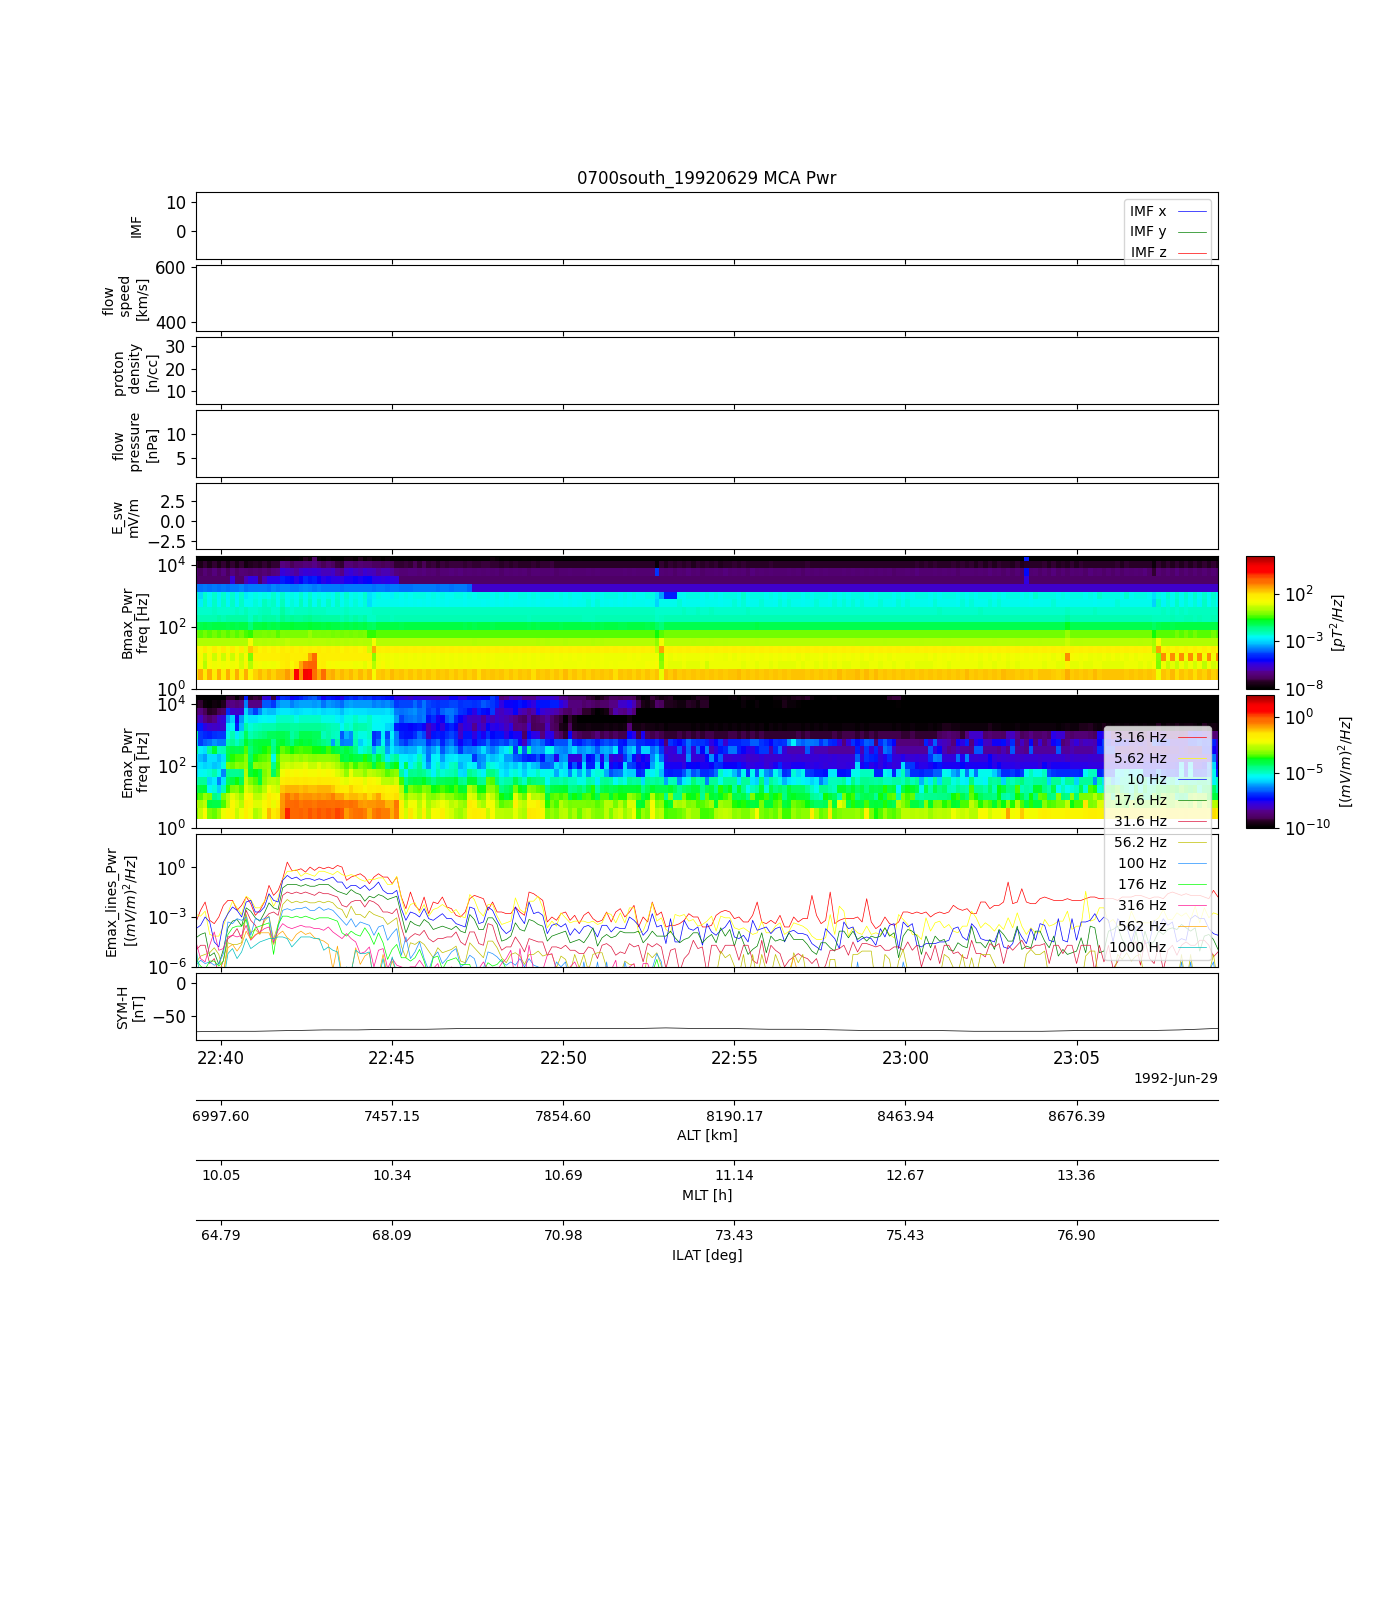 0700south_19920629 MCA Pwr
10
0
IMF
IMF x
IMF y
IMF z
600
400
flow
speed
[km/s]
30
20
10
proton
density
[n/cc]
10
5
flow
pressure
[nPa]
2.5
0.0
−2.5
E_sw
mV/m
10^4
10^2
10^0
Bmax_Pwr
freq [Hz]
10^2
10^−3
10^−8
[pT^2/Hz]
10^4
10^2
10^0
Emax_Pwr
freq [Hz]
10^0
10^−5
10^−10
[(mV/m)^2/Hz]
3.16 Hz
5.62 Hz
10 Hz
17.6 Hz
31.6 Hz
56.2 Hz
100 Hz
176 Hz
316 Hz
562 Hz
1000 Hz
10^0
10^−3
10^−6
Emax_lines_Pwr
[(mV/m)^2/Hz]
0
−50
SYM-H
[nT]
22:40 22:45 22:50 22:55 23:00 23:05
1992-Jun-29
6997.60 7457.15 7854.60 8190.17 8463.94 8676.39
ALT [km]
10.05 10.34 10.69 11.14 12.67 13.36
MLT [h]
64.79 68.09 70.98 73.43 75.43 76.90
ILAT [deg]